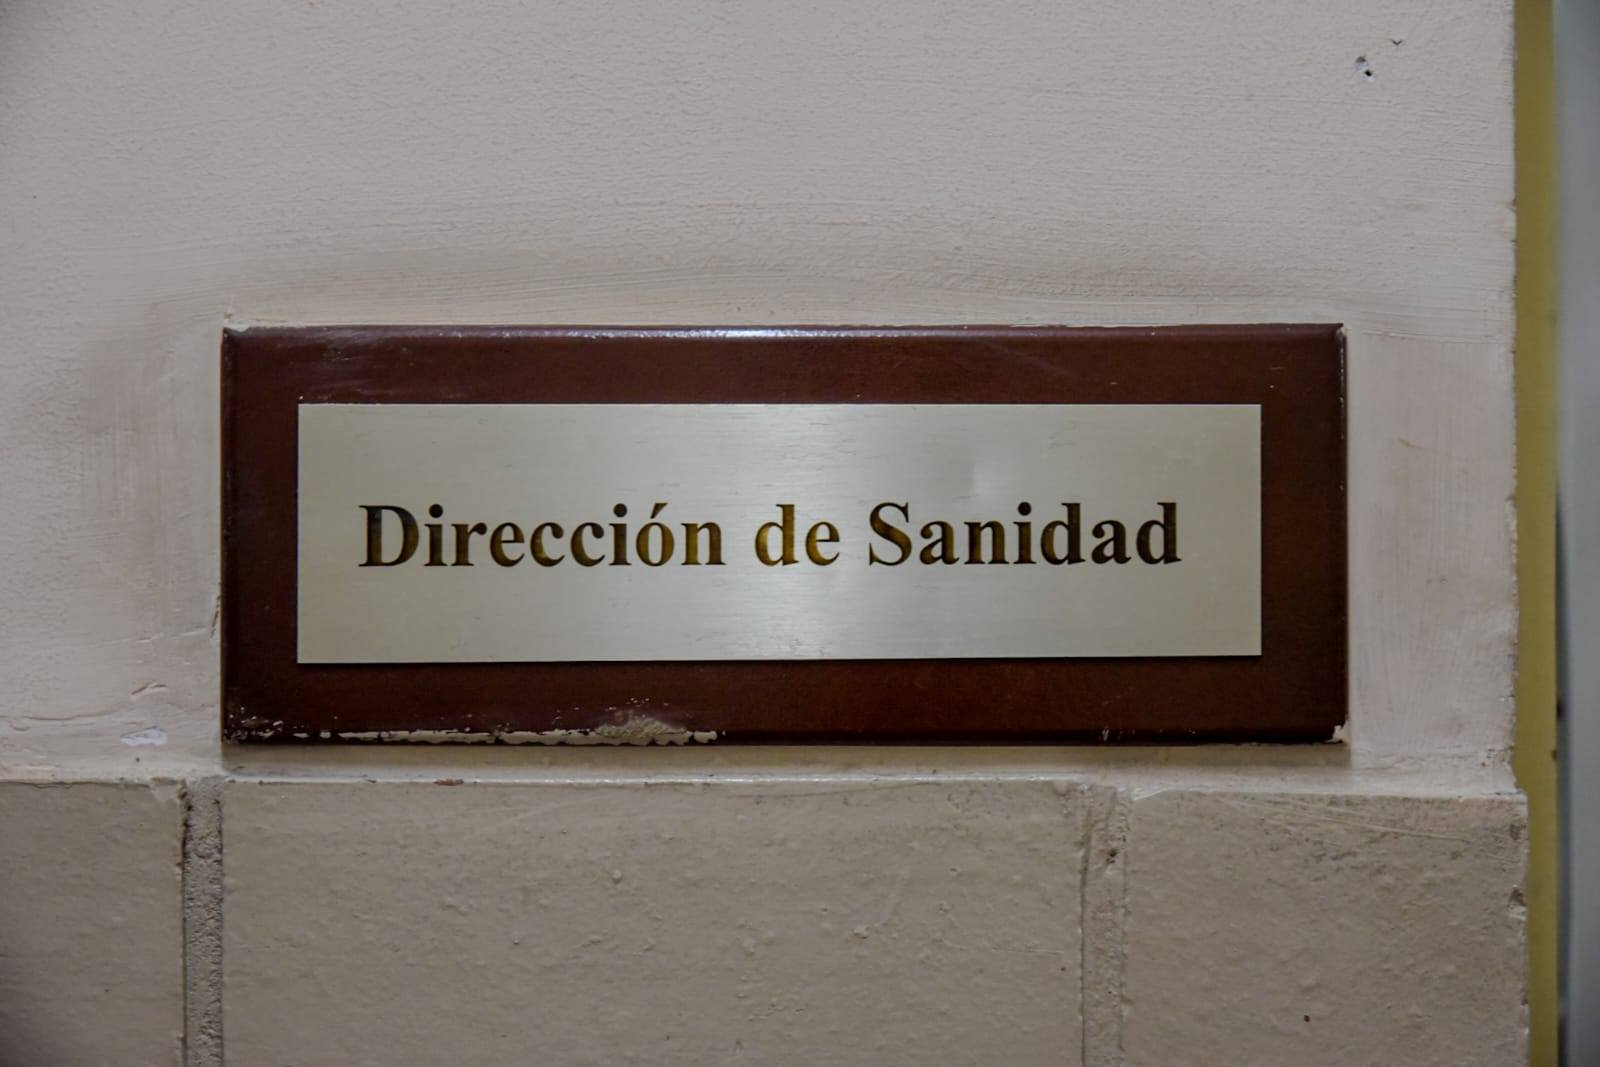 Dirección de Sanidad